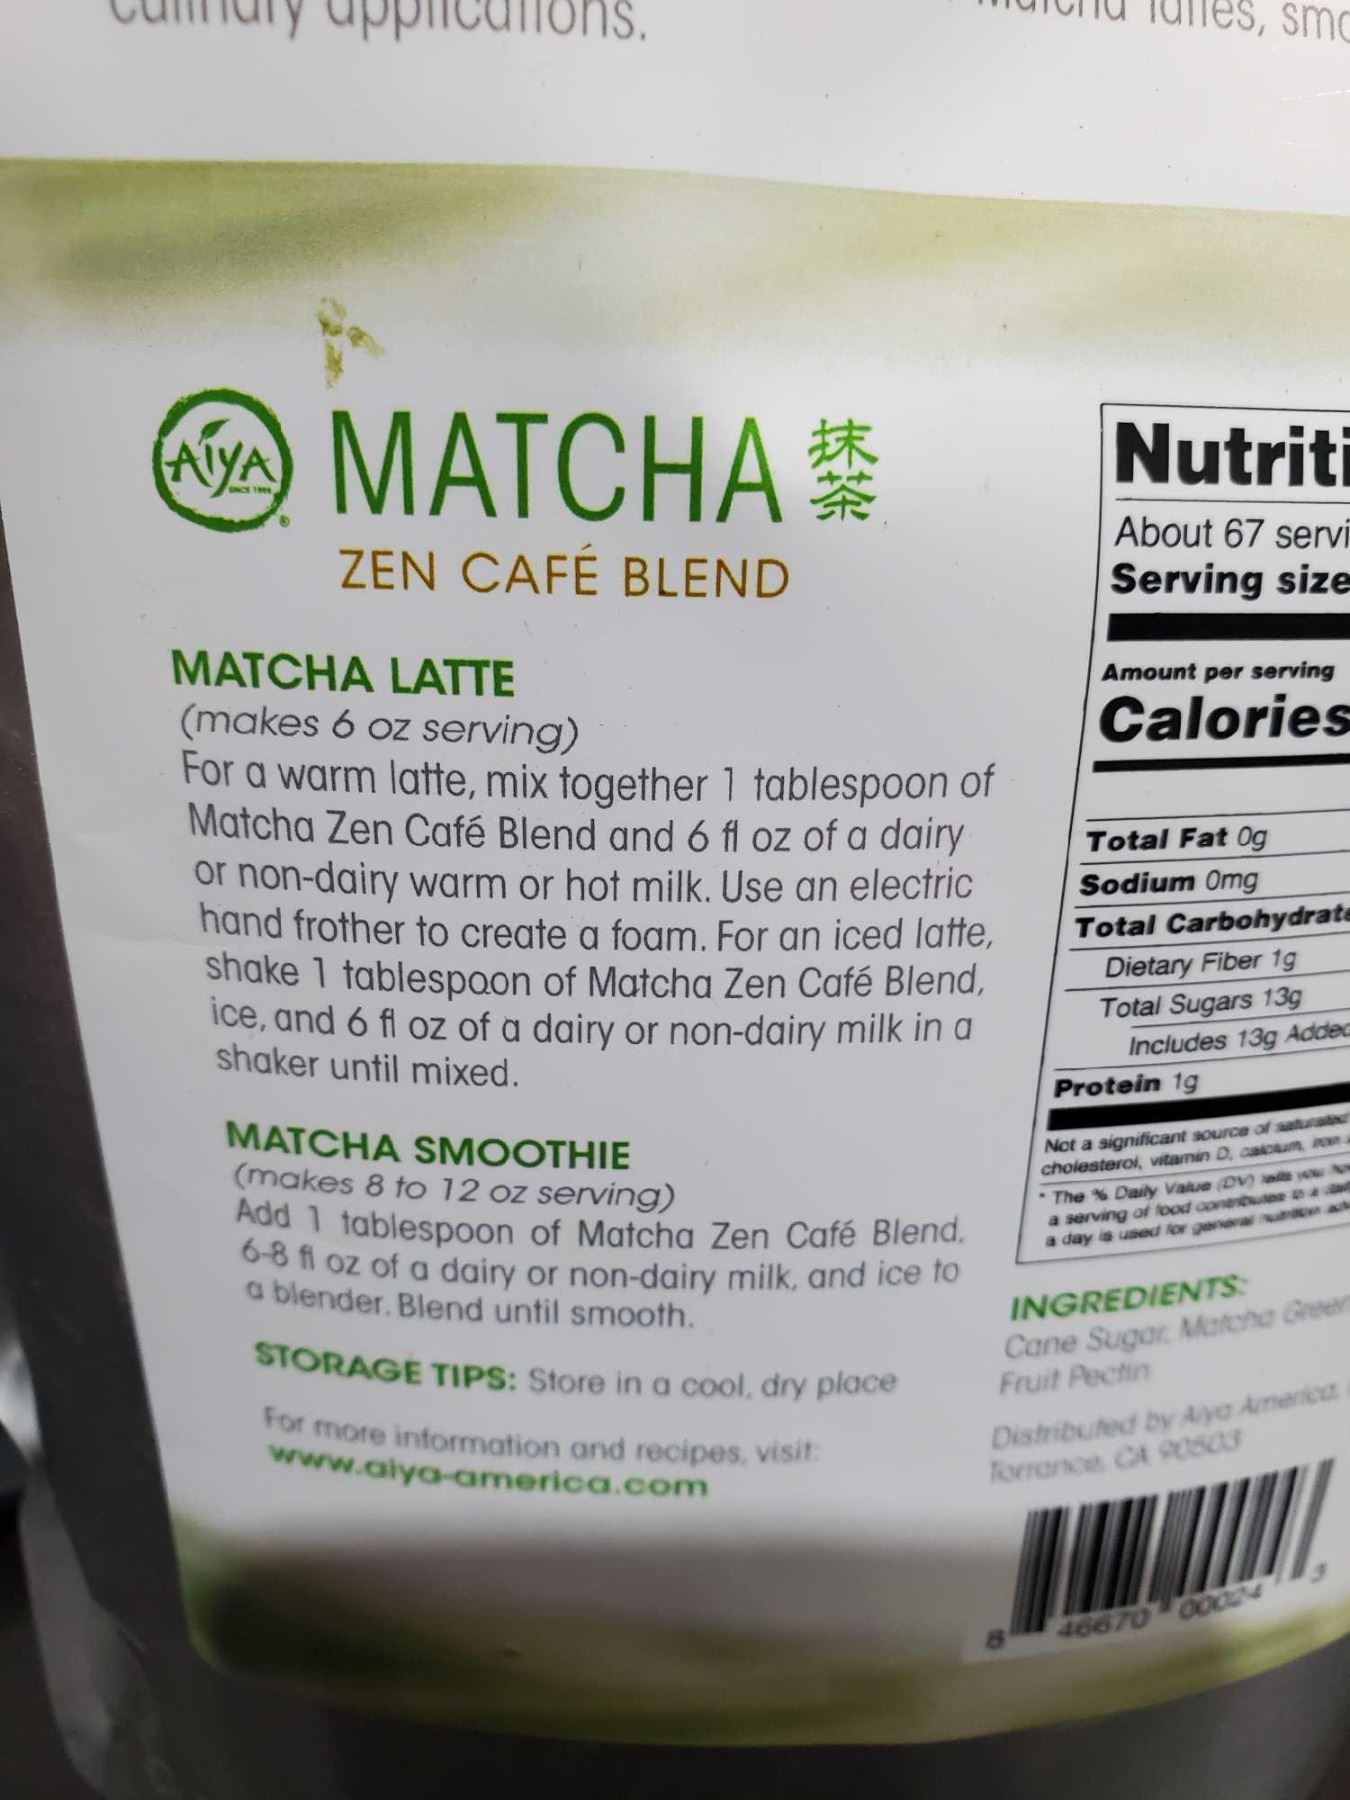 culinary applications.
lattes,
AIYA
SINCE 1888
®
MATCHA 抹茶
ZEN CAFÉ BLEND
MATCHA LATTE
(makes 6 oz serving)
For a warm latte, mix together 1 tablespoon of
Matcha Zen Café Blend and 6 fl oz of a dairy
or non-dairy warm or hot milk. Use an electric
hand frother to create a foam. For an iced latte,
shake 1 tablespoon of Matcha Zen Café Blend,
ice, and 6 fl oz of a dairy or non-dairy milk in a
shaker until mixed.
MATCHA SMOOTHIE
(makes 8 to 12 oz serving)
Add 1 tablespoon of Matcha Zen Café Blend,
6-8 fl oz of a dairy or non-dairy milk, and ice to
a blender. Blend until smooth.
STORAGE TIPS: Store in a cool, dry place
For more information and recipes, visit:
www.aiya-america.com
Nutriti
About 67 servi
Serving size
Amount per serving
Calories
Total Fat 0g
Sodium 0mg
Total Carbohydrate
Dietary Fiber 1g
Total Sugars 13g
Includes 13g Added
Protein 1g
Not a significant source of saturated
cholesterol, vitamin D, calcium, iron
* The % Daily Value (DV) tells you how
a serving of food contributes to a
a day is used for general nutrition
INGREDIENTS:
Cane Sugar, Matcha Green
Fruit Pectin
Distributed by Aiya America,
Torrance, CA 90503
8 46670 00024 3